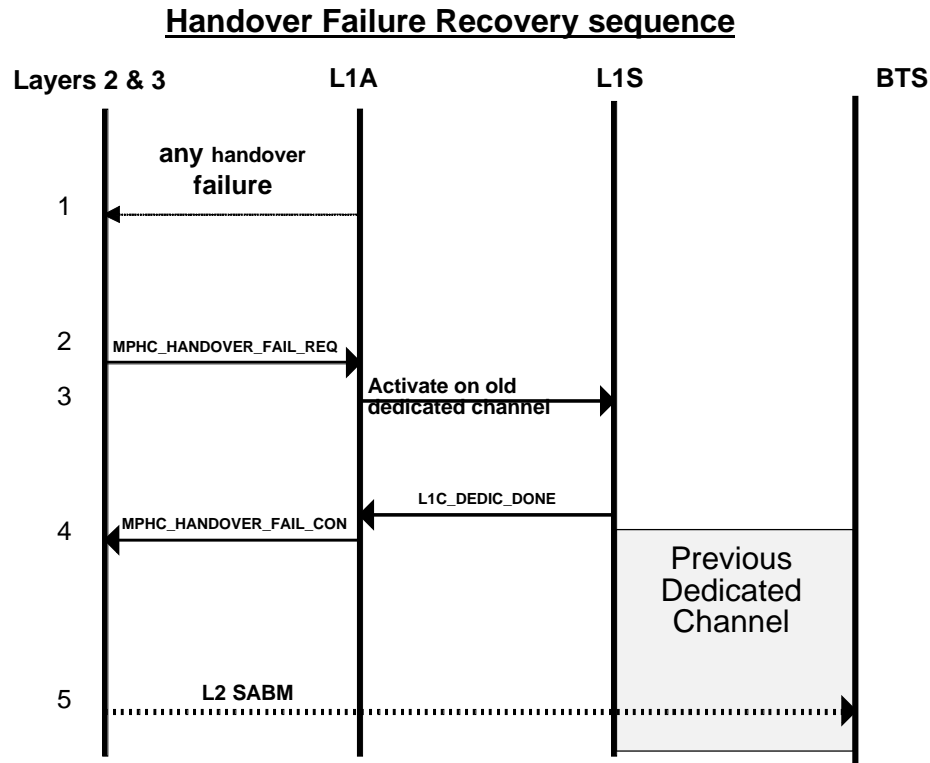 Handover Failure Recovery sequence
Layers 2 & 3 L1A L1S BTS
any handover
failure
1
2
MPHC_HANDOVER_FAIL_REQ
3
Activate on old
dedicated channel
L1C_DEDIC_DONE
4
MPHC_HANDOVER_FAIL_CON
Previous
Dedicated
Channel
5
L2 SABM